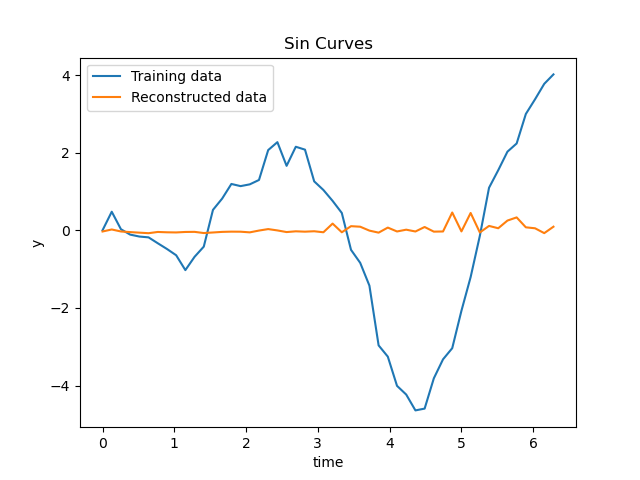 Sin Curves
Training data
Reconstructed data
4
2
0
−2
−4
y
0 1 2 3 4 5 6
time